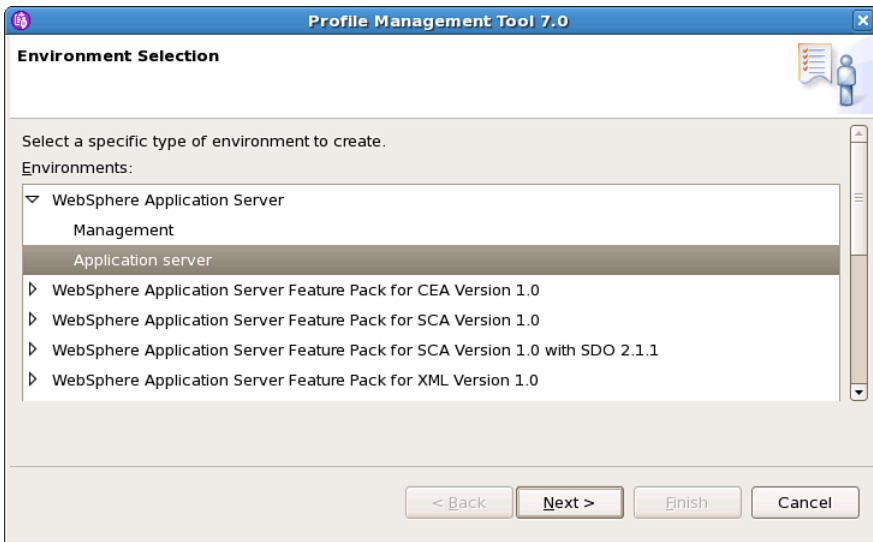 Profile Management Tool 7.0
Environment Selection
Select a specific type of environment to create.
Environments:
WebSphere Application Server
Management
Application server
WebSphere Application Server Feature Pack for CEA Version 1.0
WebSphere Application Server Feature Pack for SCA Version 1.0
WebSphere Application Server Feature Pack for SCA Version 1.0 with SDO 2.1.1
WebSphere Application Server Feature Pack for XML Version 1.0
< Back Next > Finish Cancel